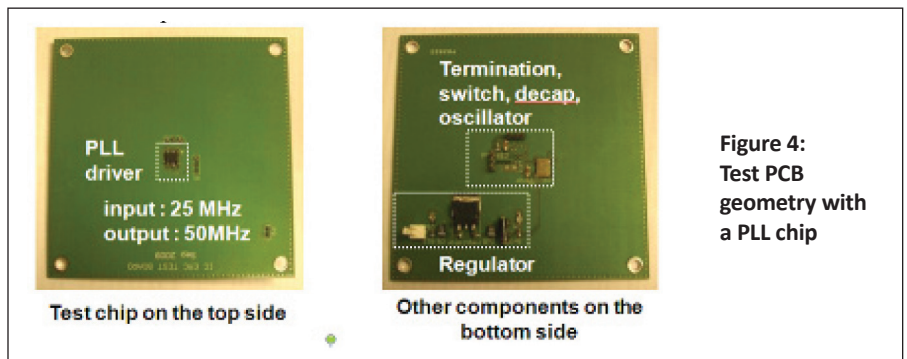 PLL
driver
input : 25 MHz
output : 50MHz
Test chip on the top side
Termination,
switch, decap,
oscillator
Regulator
Other components on the
bottom side
Figure 4:
Test PCB
geometry with
a PLL chip